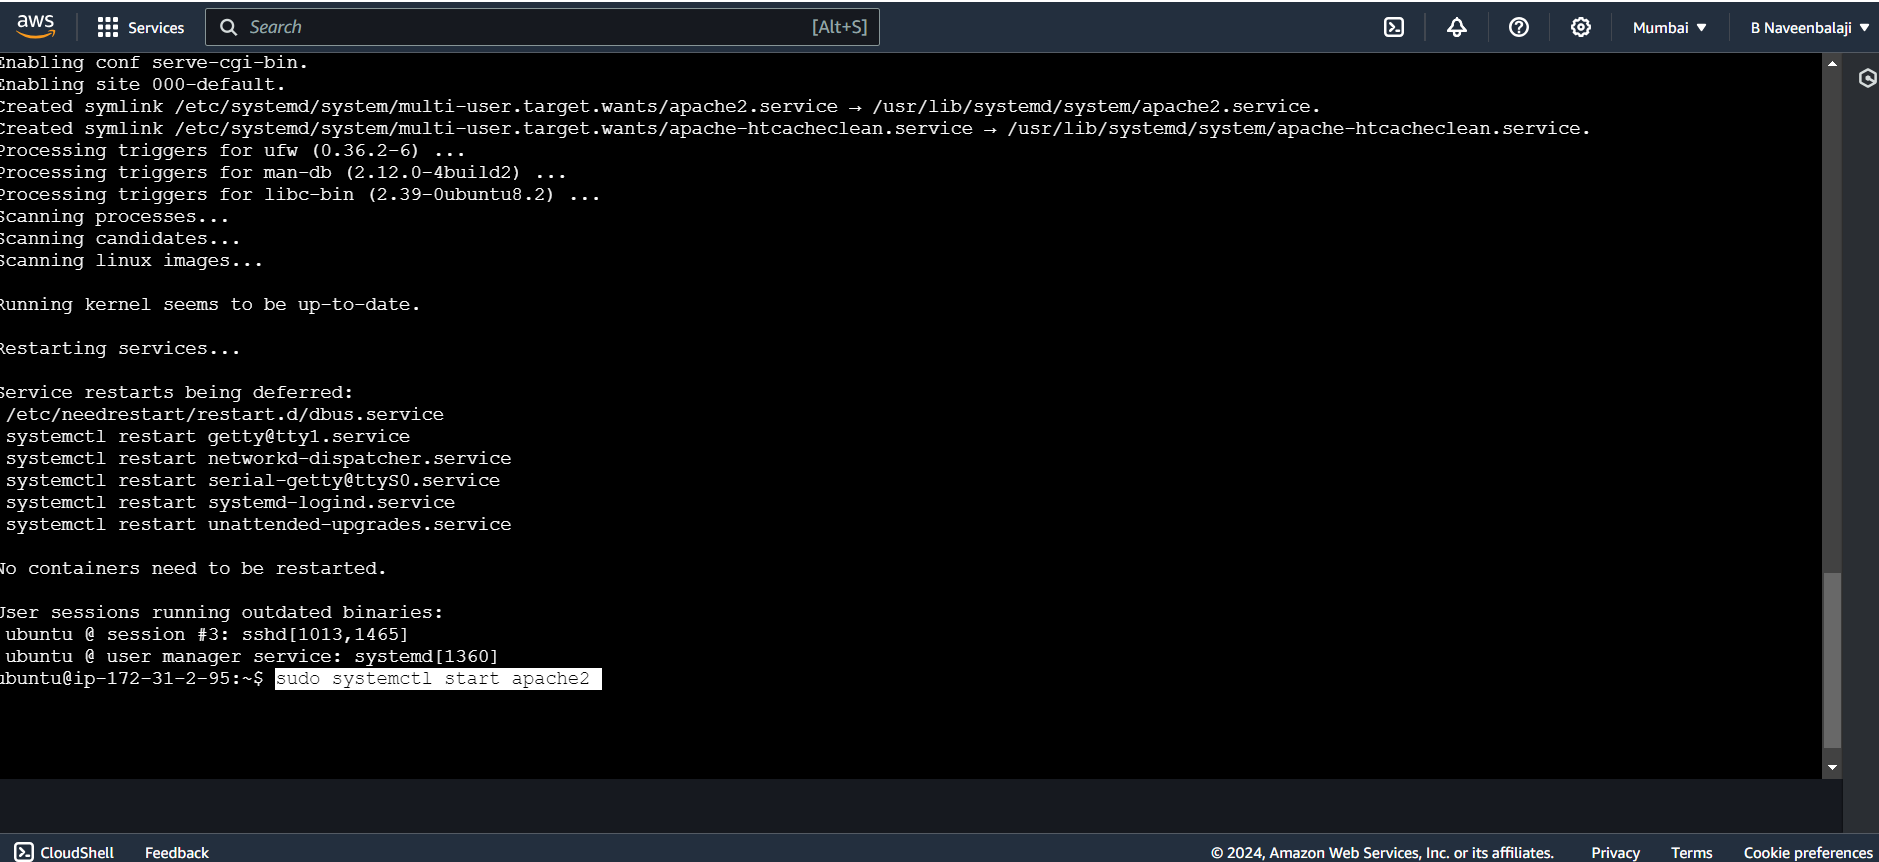 aws
Services
Search
[Alt+S]
Mumbai ▼
B Naveenbalaji ▼
Enabling conf serve-cgi-bin.
Enabling site 000-default.
Created symlink /etc/systemd/system/multi-user.target.wants/apache2.service → /usr/lib/systemd/system/apache2.service.
Created symlink /etc/systemd/system/multi-user.target.wants/apache-htcacheclean.service → /usr/lib/systemd/system/apache-htcacheclean.service.
Processing triggers for ufw (0.36.2-6) ...
Processing triggers for man-db (2.12.0-4build2) ...
Processing triggers for libc-bin (2.39-0ubuntu8.2) ...
Scanning processes...
Scanning candidates...
Scanning linux images...
Running kernel seems to be up-to-date.
Restarting services...
Service restarts being deferred:
/etc/needrestart/restart.d/dbus.service
systemctl restart getty@tty1.service
systemctl restart networkd-dispatcher.service
systemctl restart serial-getty@ttyS0.service
systemctl restart systemd-logind.service
systemctl restart unattended-upgrades.service
No containers need to be restarted.
User sessions running outdated binaries:
ubuntu @ session #3: sshd[1013,1465]
ubuntu @ user manager service: systemd[1360]
ubuntu@ip-172-31-2-95:~$ sudo systemctl start apache2
CloudShell
Feedback
© 2024, Amazon Web Services, Inc. or its affiliates.
Privacy
Terms
Cookie preferences